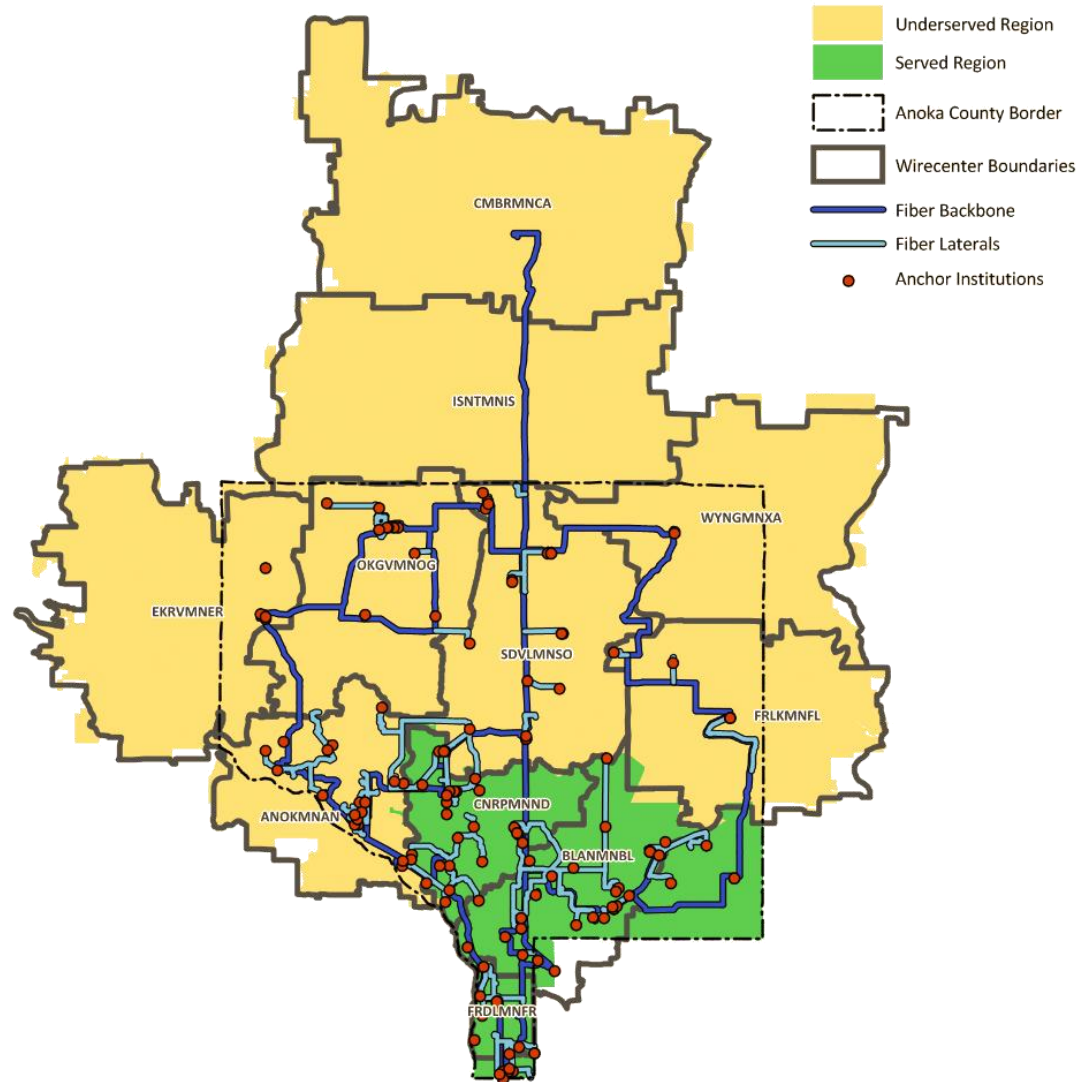 Underserved Region
Served Region
Anoka County Border
Wirecenter Boundaries
Fiber Backbone
Fiber Laterals
Anchor Institutions
CMBRMNCA
ISNTMNIS
WYNGMNXA
OKGVMNOG
EKRVMNER
SDVLMNSO
FRLKMNFL
CNRPMNND
ANOKMNAN
BLANMNBL
FRDLMNFR